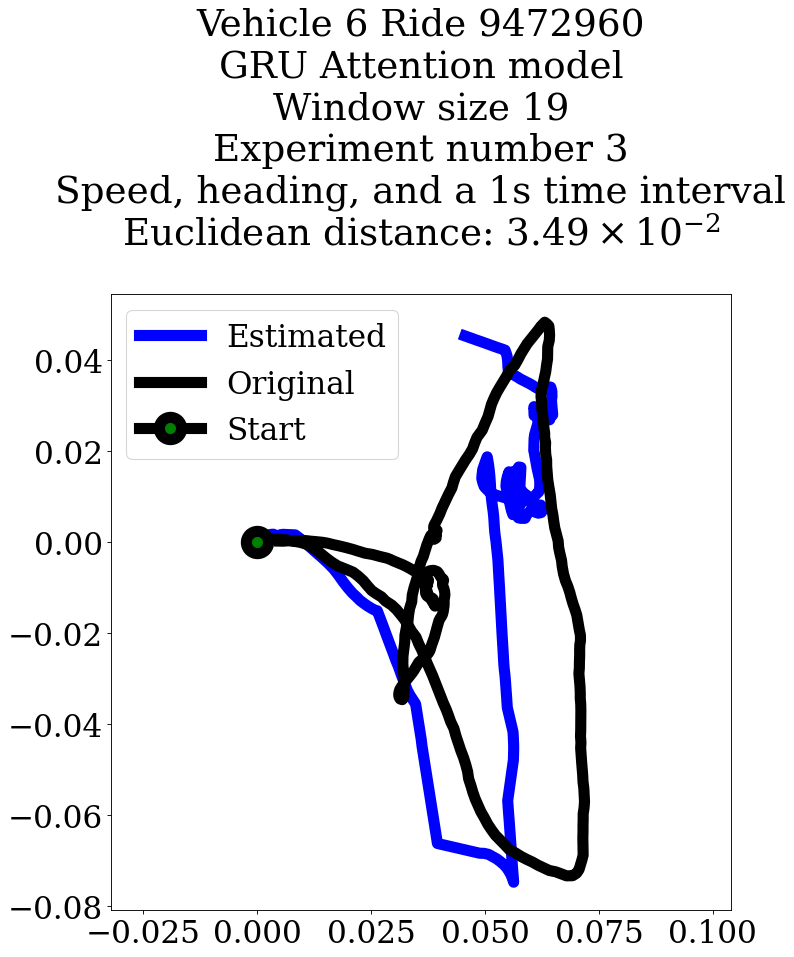 Vehicle 6 Ride 9472960
GRU Attention model
Window size 19
Experiment number 3
Speed, heading, and a 1s time interval
Euclidean distance: 3.49 × 10⁻²
Estimated
Original
Start
0.04
0.02
0.00
−0.02
−0.04
−0.06
−0.08
−0.025 0.000 0.025 0.050 0.075 0.100